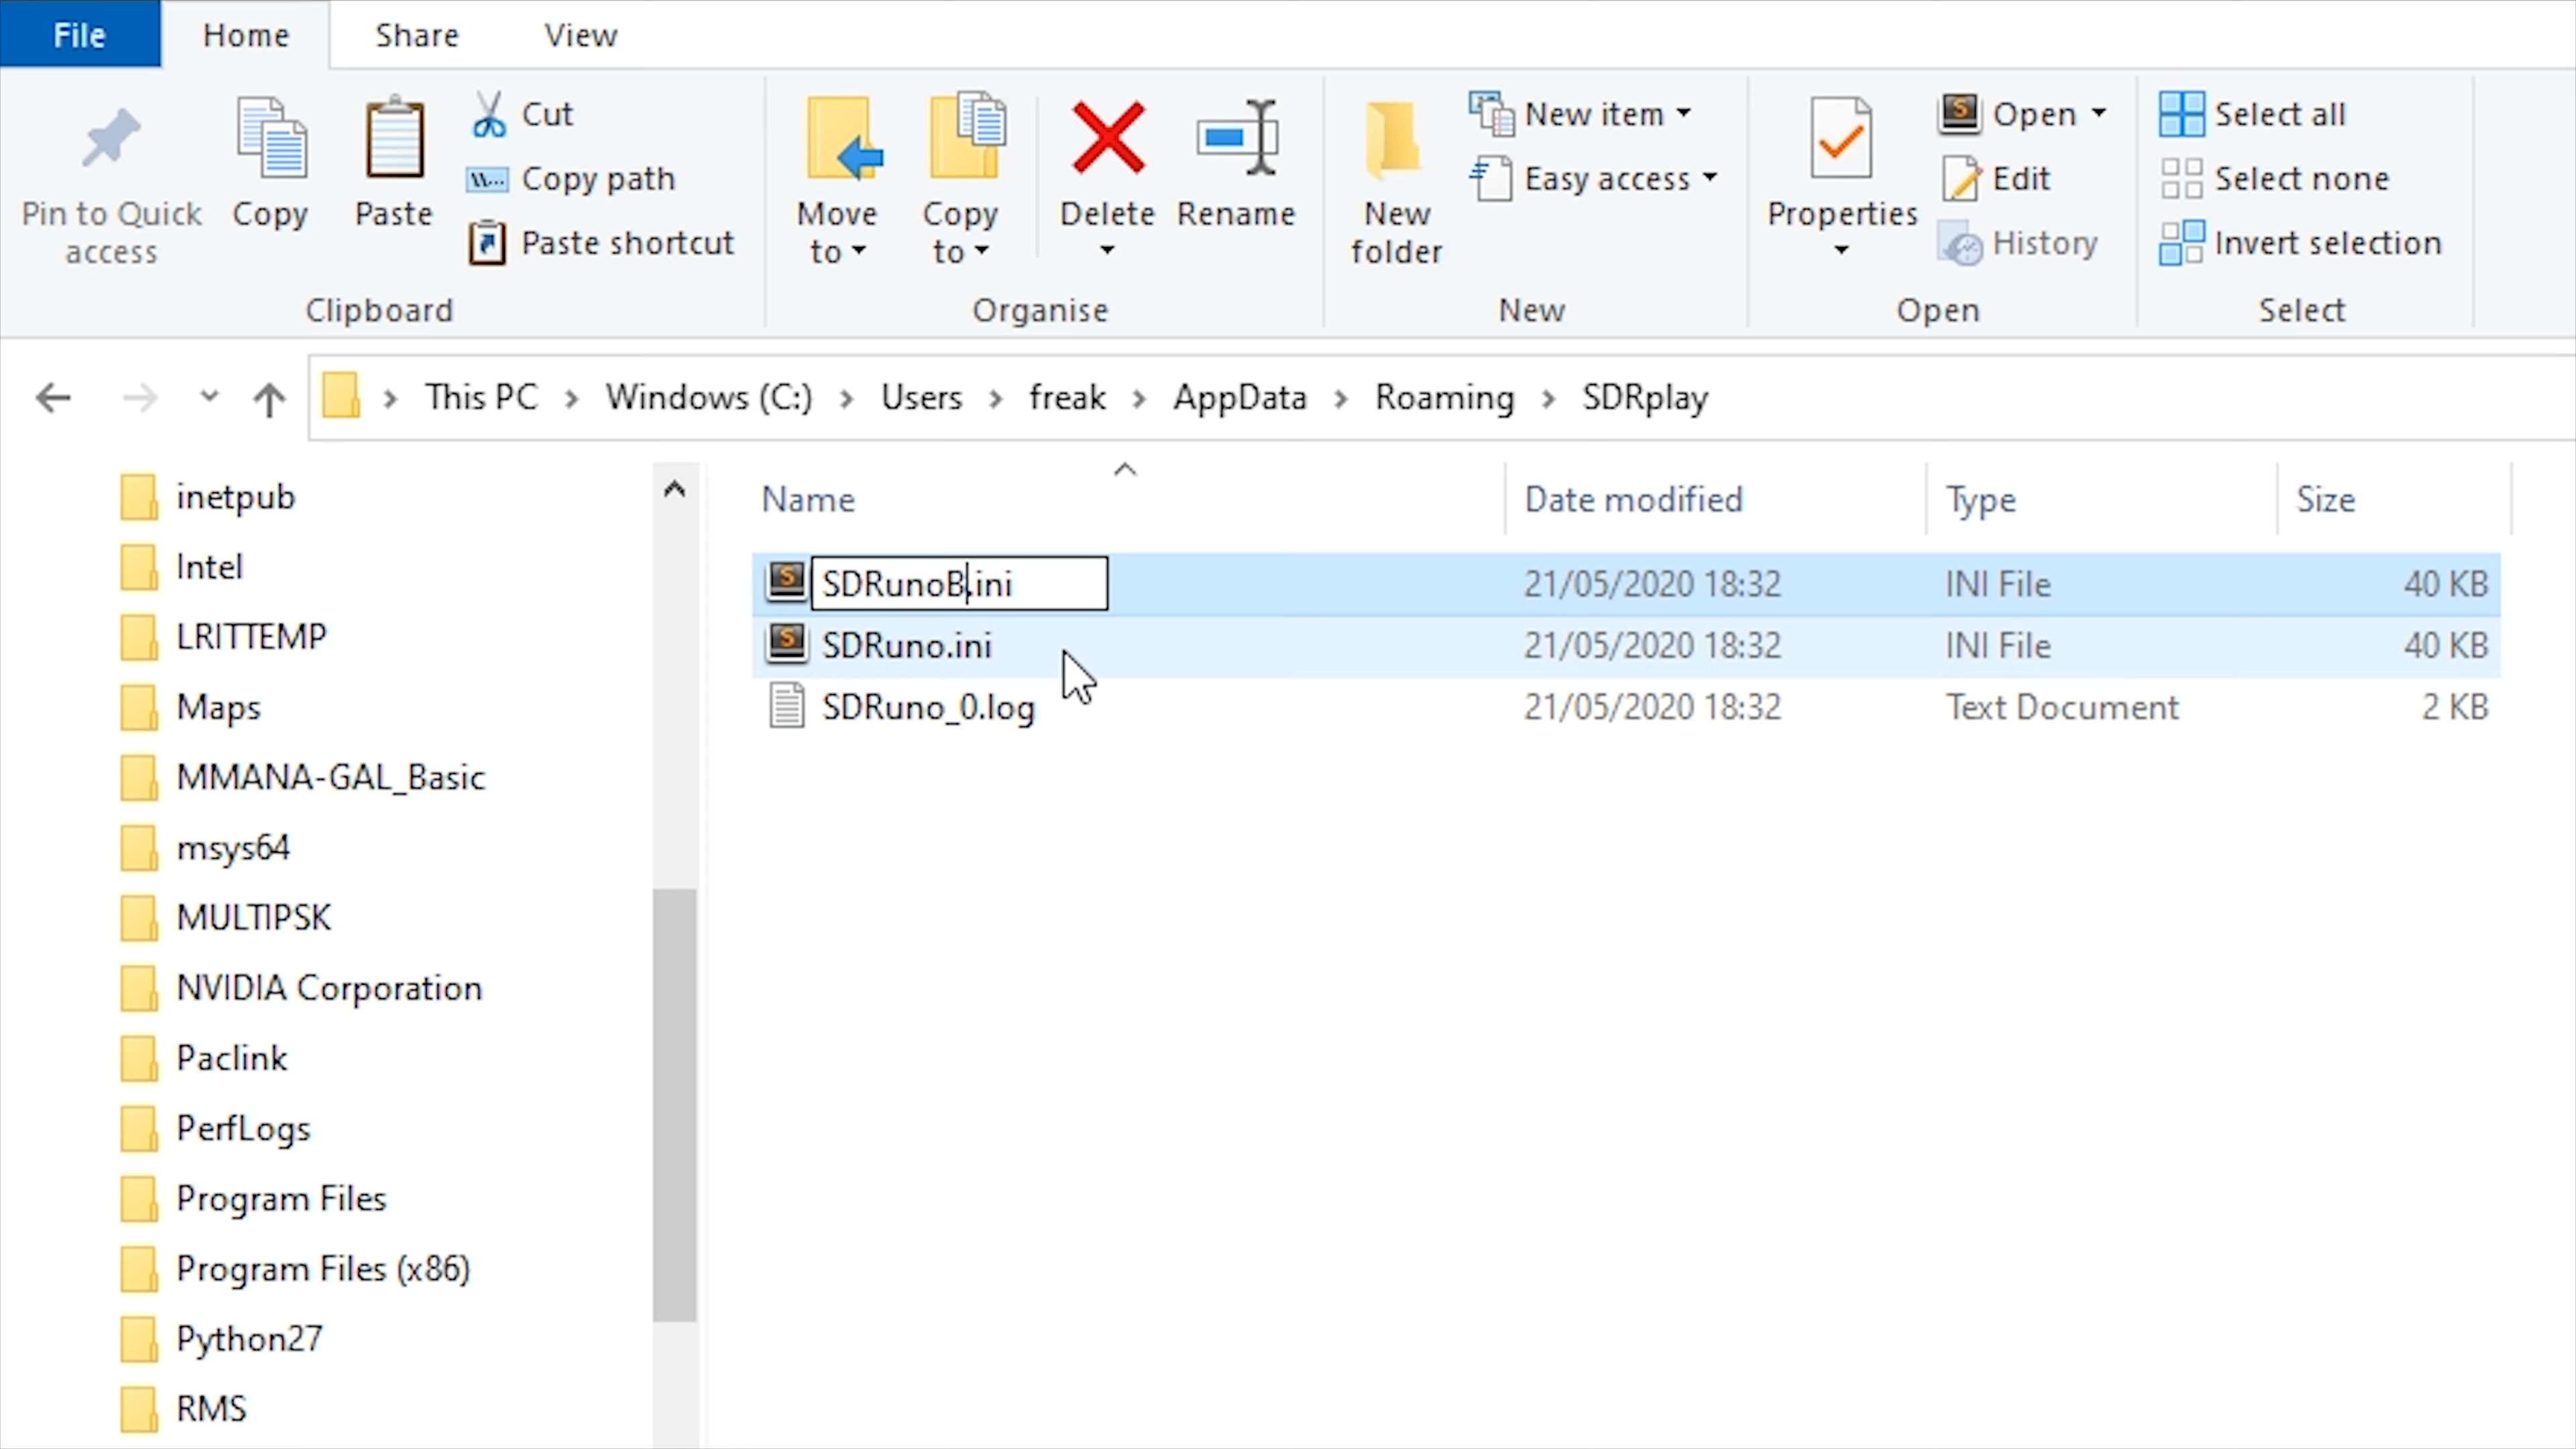 File Home Share View
Pin to Quick access
Copy
Paste
Cut
Copy path
Paste shortcut
Clipboard
Move to
Copy to
Delete
Rename
Organise
New folder
New item
Easy access
New
Properties
Open
Edit
History
Open
Select all
Select none
Invert selection
Select
This PC Windows (C:) Users freak AppData Roaming SDRplay
inetpub
Intel
LRITTEMP
Maps
MMANA-GAL_Basic
msys64
MULTIPSK
NVIDIA Corporation
Paclink
PerfLogs
Program Files
Program Files (x86)
Python27
RMS
Name Date modified Type Size
SDRunoB.ini 21/05/2020 18:32 INI File 40 KB
SDRuno.ini 21/05/2020 18:32 INI File 40 KB
SDRuno_0.log 21/05/2020 18:32 Text Document 2 KB